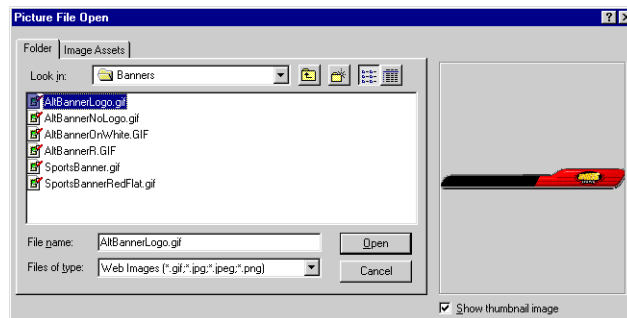 Picture File Open
Folder
Image Assets
Look in:
Banners
AltBannerLogo.gif
AltBannerNoLogo.gif
AltBannerOnWhite.GIF
AltBannerR.GIF
SportsBanner.gif
SportsBannerRedFlat.gif
File name:
AltBannerLogo.gif
Open
Files of type:
Web Images (*.gif;*.jpg;*.jpeg;*.png)
Cancel
Show thumbnail image